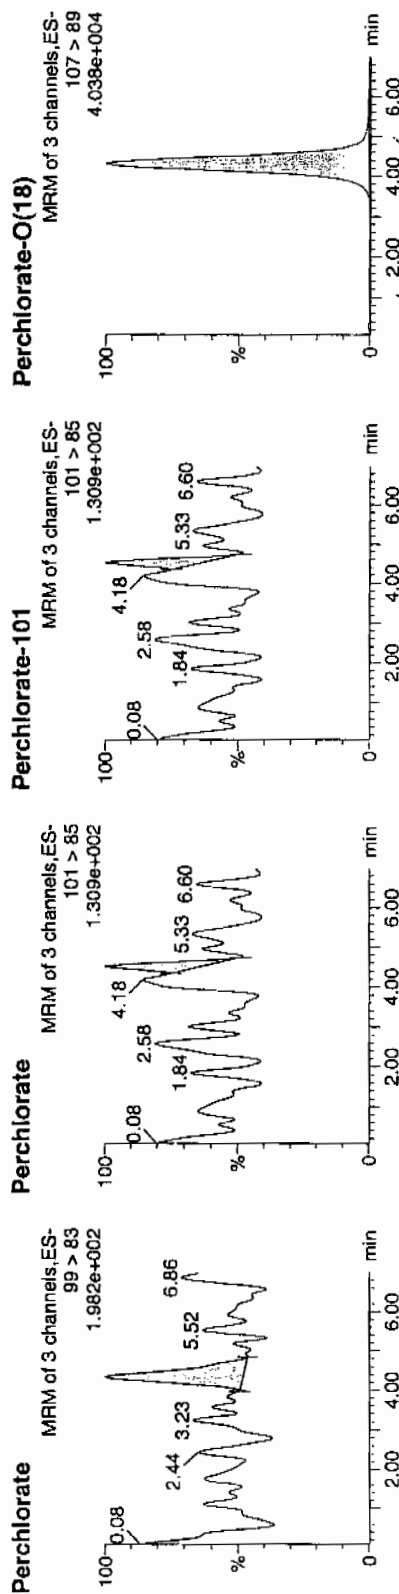 Perchlorate
MRM of 3 channels,ES-
99 > 83
1.982e+002
100
%
0
0.08
2.44
3.23
5.52
6.86
2.00
4.00
6.00
min
Perchlorate
MRM of 3 channels,ES-
101 > 85
1.309e+002
100
%
0
0.08
1.84
2.58
4.18
5.33
6.60
2.00
4.00
6.00
min
Perchlorate-101
MRM of 3 channels,ES-
101 > 85
1.309e+002
100
%
0
0.08
1.84
2.58
4.18
5.33
6.60
2.00
4.00
6.00
min
Perchlorate-O(18)
MRM of 3 channels,ES-
107 > 89
4.038e+004
100
%
0
2.00
4.00
6.00
min